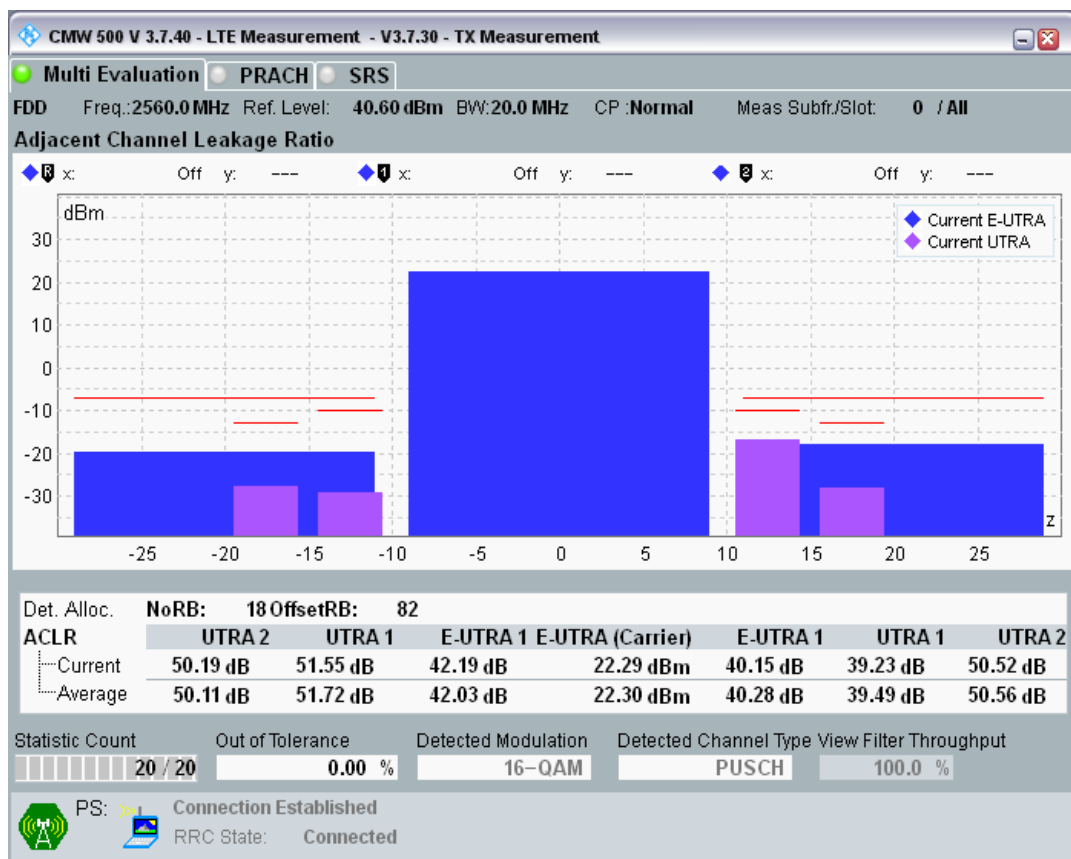 CMW 500 V 3.7.40 - LTE Measurement - V3.7.30 - TX Measurement
Multi Evaluation PRACH SRS
FDD Freq.:2560.0 MHz Ref. Level: 40.60 dBm BW:20.0 MHz CP :Normal Meas Subfr./Slot: 0 / All
Adjacent Channel Leakage Ratio
R x: Off y: --- 1 x: Off y: --- 2 x: Off y: ---
dBm
Current E-UTRA
Current UTRA
30
20
10
0
-10
-20
-30
z
-25 -20 -15 -10 -5 0 5 10 15 20 25
Det. Alloc. NoRB: 18 OffsetRB: 82
ACLR UTRA 2 UTRA 1 E-UTRA 1 E-UTRA (Carrier) E-UTRA 1 UTRA 1 UTRA 2
Current 50.19 dB 51.55 dB 42.19 dB 22.29 dBm 40.15 dB 39.23 dB 50.52 dB
Average 50.11 dB 51.72 dB 42.03 dB 22.30 dBm 40.28 dB 39.49 dB 50.56 dB
Statistic Count Out of Tolerance Detected Modulation Detected Channel Type View Filter Throughput
20 / 20 0.00 % 16-QAM PUSCH 100.0 %
PS: Connection Established
RRC State: Connected